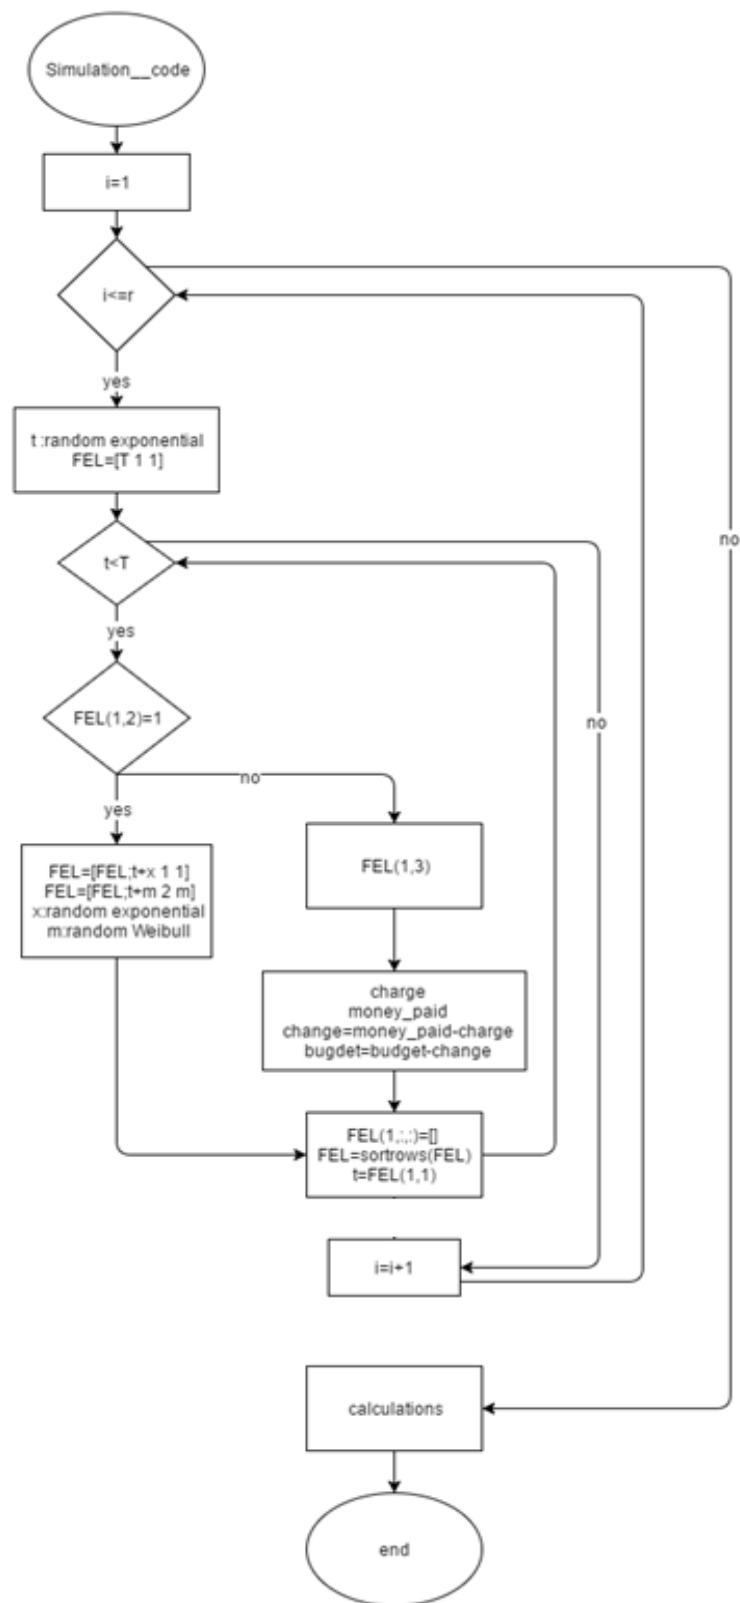 Simulation__code
i=1
i<=r
yes
t :random exponential
FEL=[T 1 1]
t<T
no
yes
FEL(1,2)=1
no
no
yes
FEL(1,3)
FEL=[FEL;t+x 1 1]
FEL=[FEL;t+m 2 m]
x:random exponential
m:random Weibull
charge
money_paid
change=money_paid-charge
bugdet=budget-change
FEL(1,:,:)=[]
FEL=sortrows(FEL)
t=FEL(1,1)
i=i+1
calculations
end